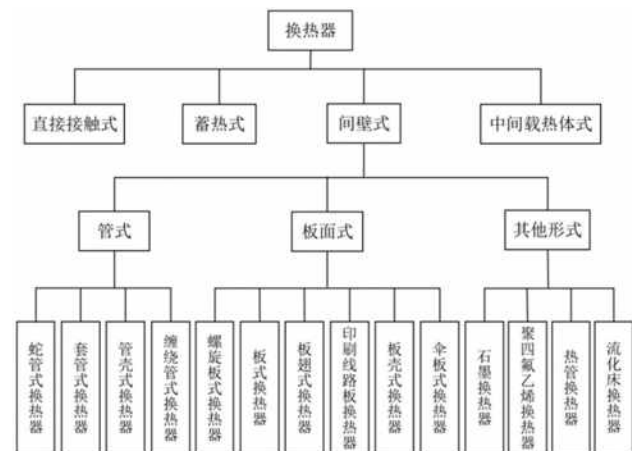 换热器
直接接触式
蓄热式
间壁式
中间载热体式
管式
板面式
其他形式
蛇管式换热器
套管式换热器
管壳式换热器
缠绕管式换热器
螺旋板式换热器
板式换热器
板翅式换热器
印刷线路板换热器
板壳式换热器
伞板式换热器
石墨换热器
聚四氟乙烯换热器
热管换热器
流化床换热器